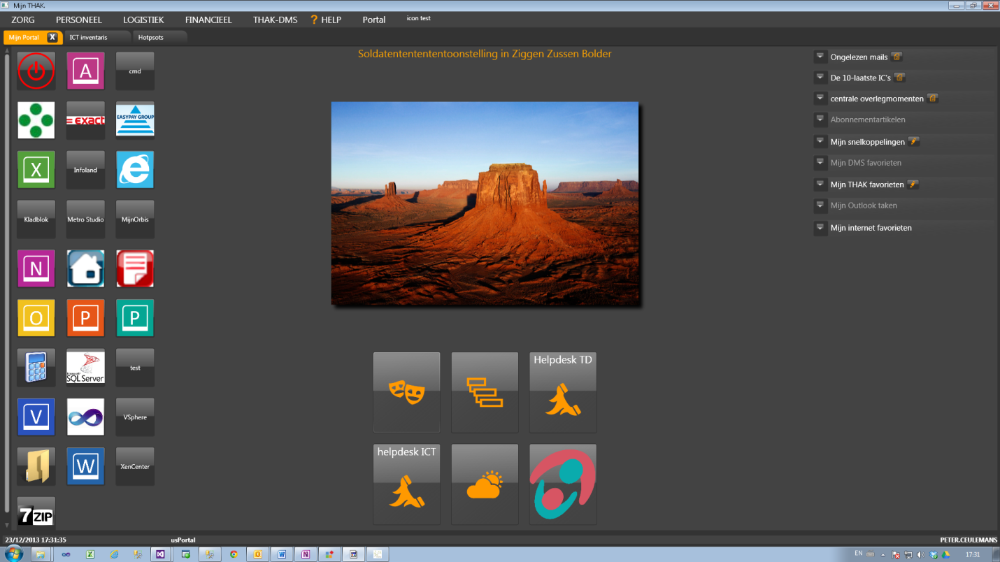 Mijn THAK.
ZORG PERSONEEL LOGISTIEK FINANCIEEL THAK-DMS ? HELP Portal icon test
Mijn Portal X ICT inventaris Hotpsots
Soldatententententoonstelling in Ziggen Zussen Bolder
A
cmd
=exact
EASYPAY GROUP
X
Infoland
Kladblok
Metro Studio
MijnOrbis
N
O
P
P
Microsoft
SQL Server
test
V
VSphere
W
XenCenter
7ZIP
Helpdesk TD
helpdesk ICT
Ongelezen mails
De 10-laatste IC's
centrale overlegmomenten
Abonnementartikelen
Mijn snelkoppelingen
Mijn DMS favorieten
Mijn THAK favorieten
Mijn Outlook taken
Mijn internet favorieten
23/12/2013 17:31:35 usPortal PETER.CEULEMANS
EN 17:31